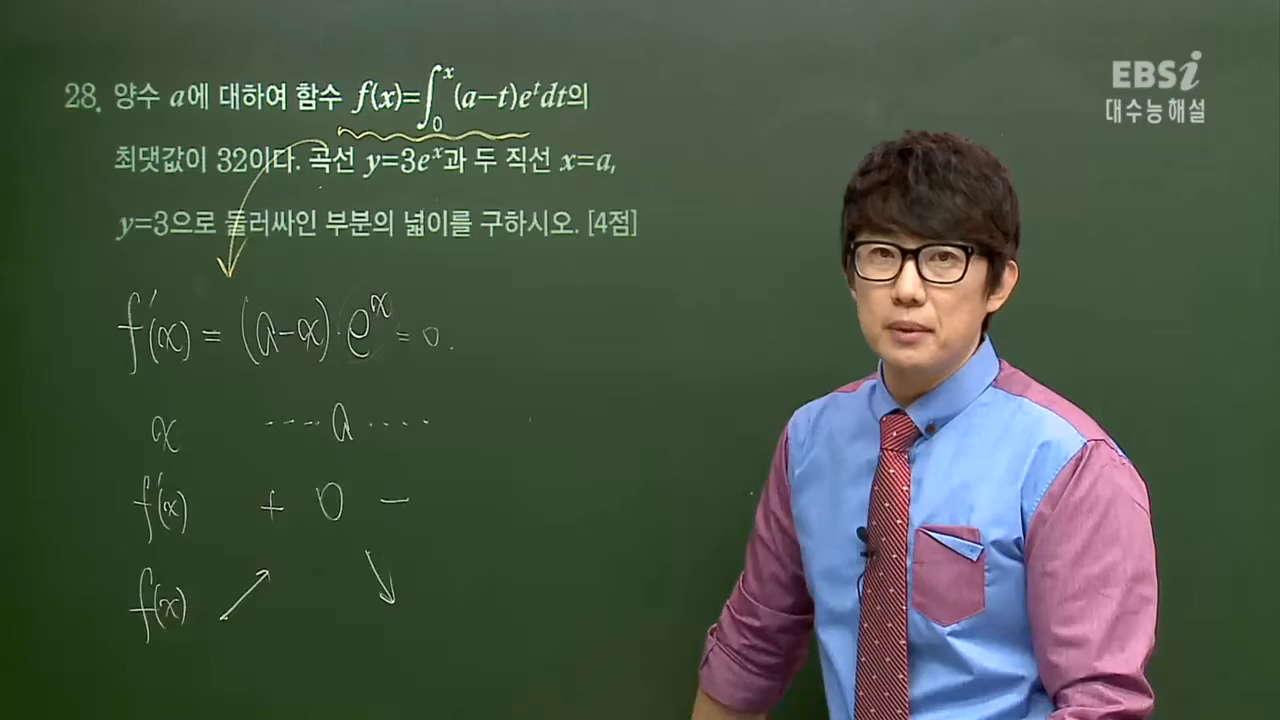 EBSi
대수능해설
28. 양수 a에 대하여 함수 f(x)=∫₀ˣ(a−t)eᵗdt의
최댓값이 32이다. 곡선 y=3eˣ과 두 직선 x=a,
y=3으로 둘러싸인 부분의 넓이를 구하시오. [4점]
f'(x) = (a-x)·eˣ = 0.
x ···· a ····
f'(x) + 0 −
f(x) ↗ ↘